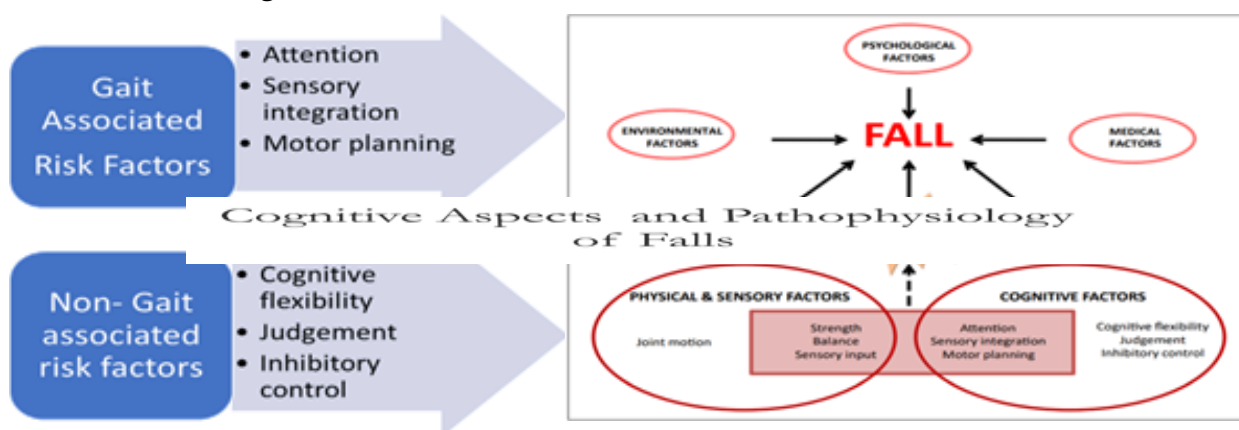 Gait
Associated
Risk Factors
• Attention
• Sensory
integration
• Motor planning
PSYCHOLOGICAL
FACTORS
ENVIRONMENTAL
FACTORS
FALL
MEDICAL
FACTORS
Cognitive Aspects and Pathophysiology
of Falls
Non- Gait
associated
risk factors
• Cognitive
flexibility
• Judgement
• Inhibitory
control
PHYSICAL & SENSORY FACTORS
Joint motion
Strength
Balance
Sensory input
COGNITIVE FACTORS
Attention
Sensory integration
Motor planning
Cognitive flexibility
Judgement
Inhibitory control